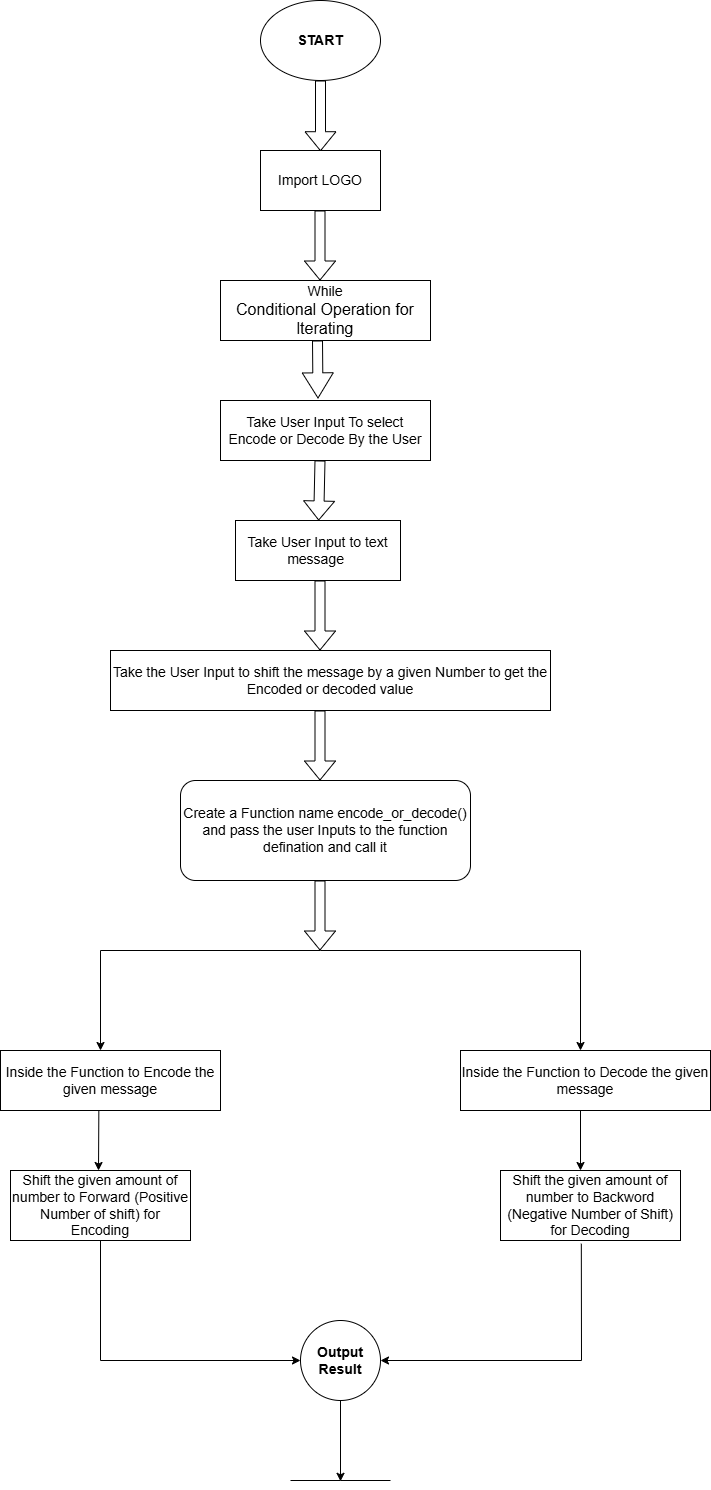 START
Import LOGO
While
Conditional Operation for
Iterating
Take User Input To select
Encode or Decode By the User
Take User Input to text
message
Take the User Input to shift the message by a given Number to get the
Encoded or decoded value
Create a Function name encode_or_decode()
and pass the user Inputs to the function
defination and call it
Inside the Function to Encode the
given message
Inside the Function to Decode the given
message
Shift the given amount of
number to Forward (Positive
Number of shift) for
Encoding
Shift the given amount of
number to Backword
(Negative Number of Shift)
for Decoding
Output
Result